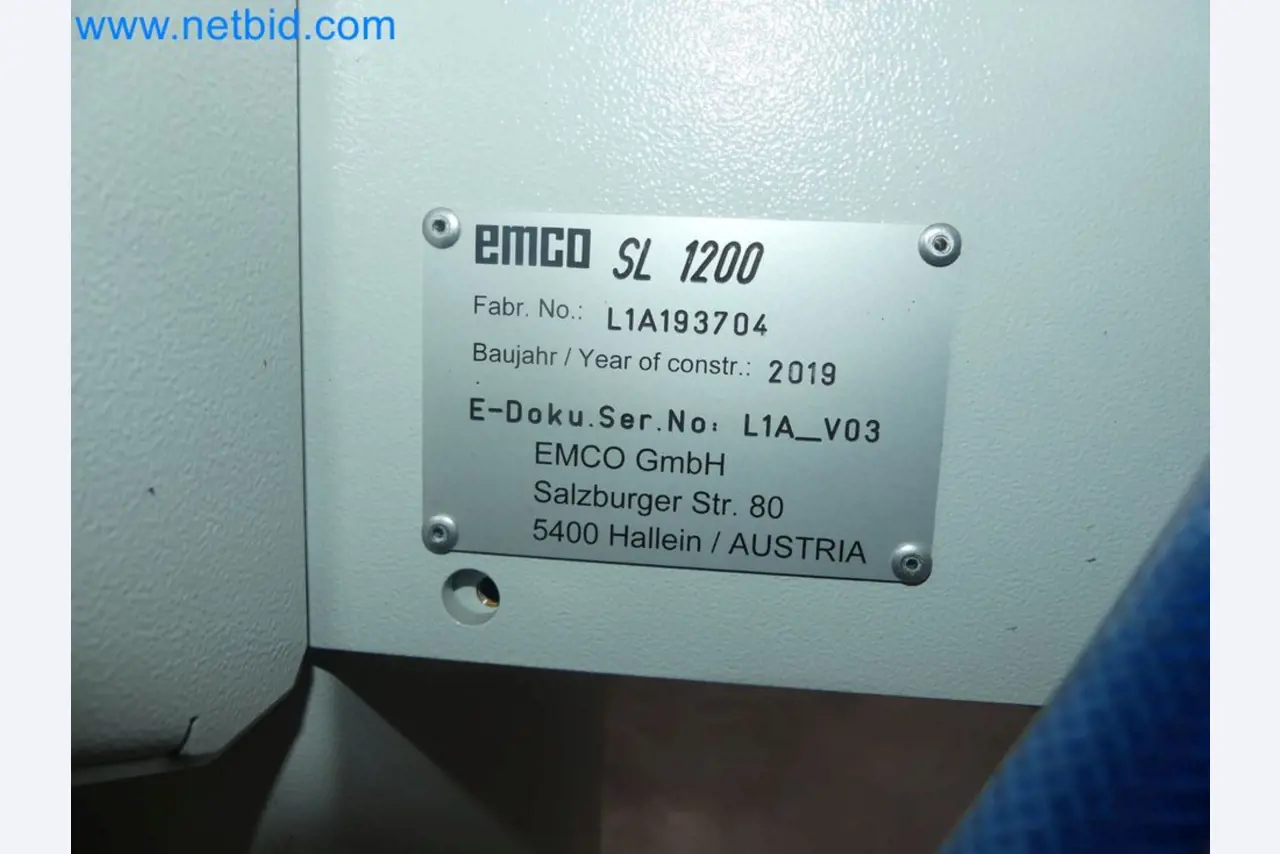 www.netbid.com
emco SL 1200
Fabr. No.: L1A193704
Baujahr / Year of constr.: 2019
E-Doku.Ser.No: L1A_V03
EMCO GmbH
Salzburger Str. 80
5400 Hallein / AUSTRIA